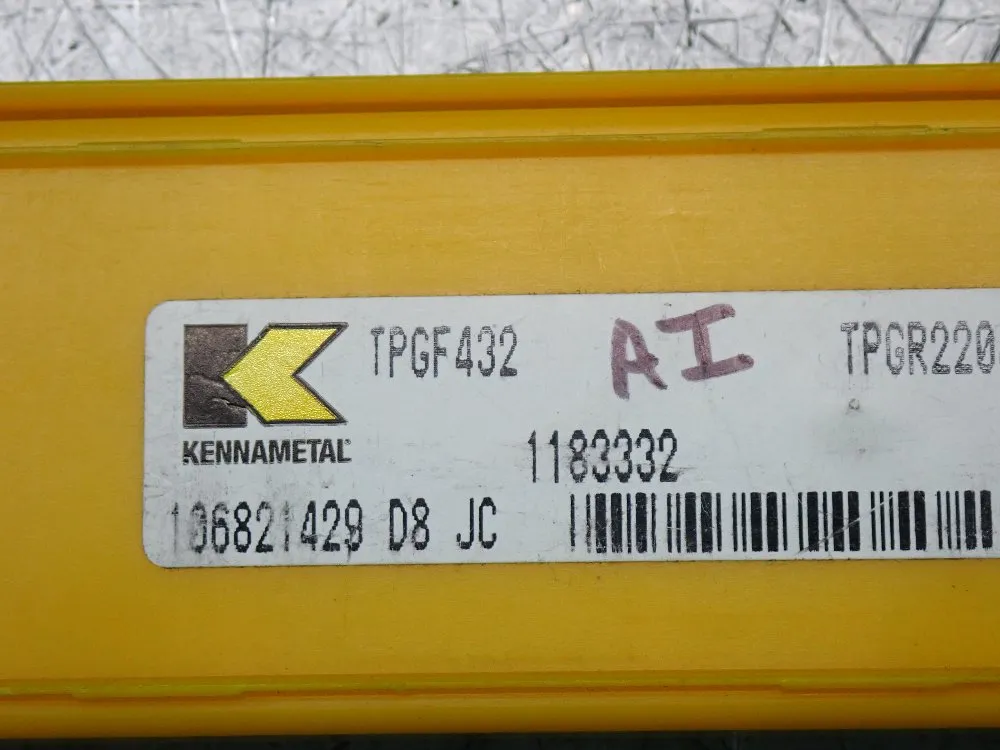 TPGF432 AI TPGR220
KENNAMETAL
1183332
106821429 D8 JC